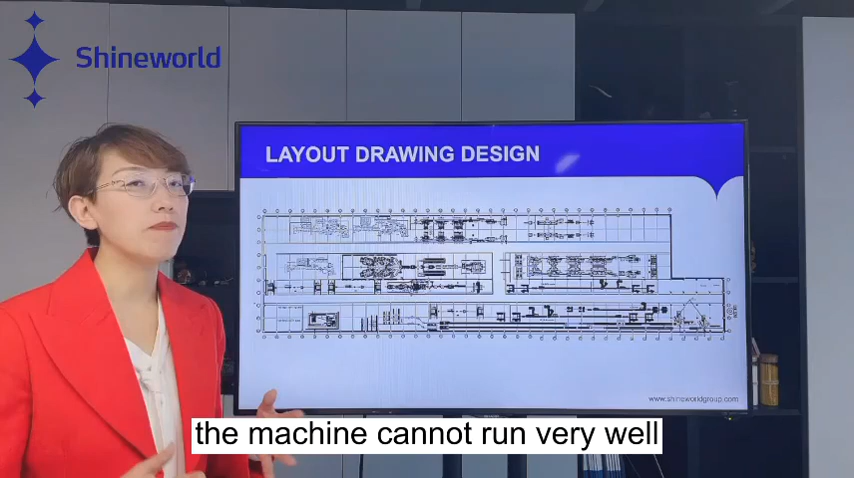 Shineworld
LAYOUT DRAWING DESIGN
www.shineworldgroup.com
the machine cannot run very well